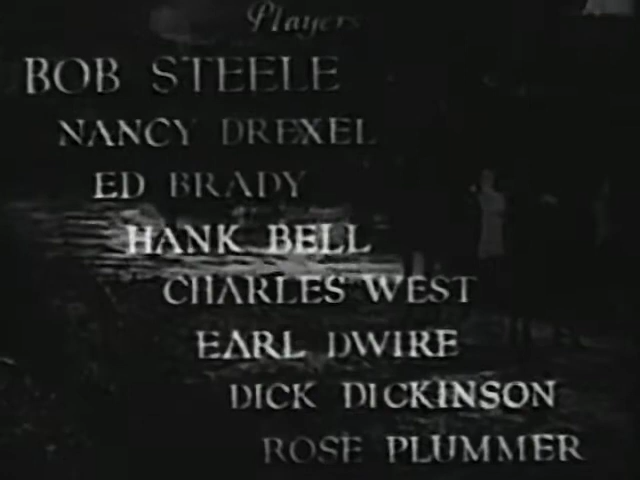 Players
BOB STEELE
NANCY DREXEL
ED BRADY
HANK BELL
CHARLES WEST
EARL DWIRE
DICK DICKINSON
ROSE PLUMMER